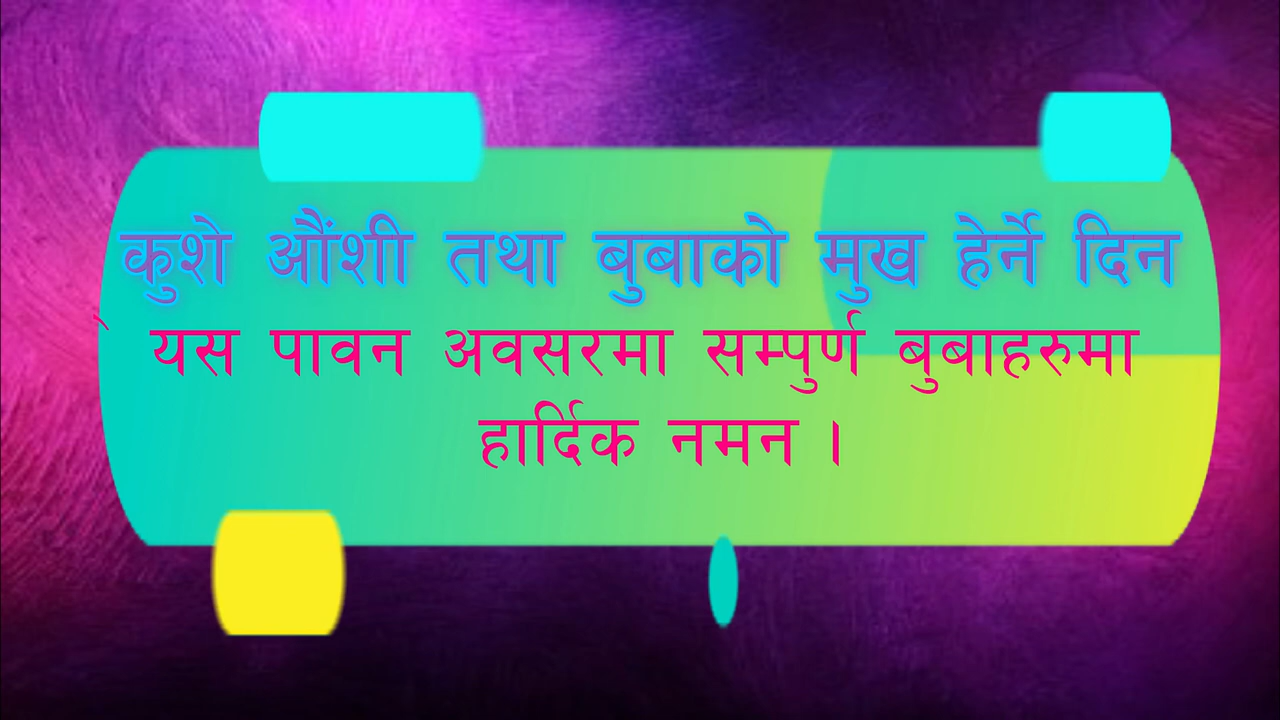 कुशे औंशी तथा बुबाको मुख हेर्ने दिन
यस पावन अवसरमा सम्पुर्ण बुबाहरुमा
हार्दिक नमन ।